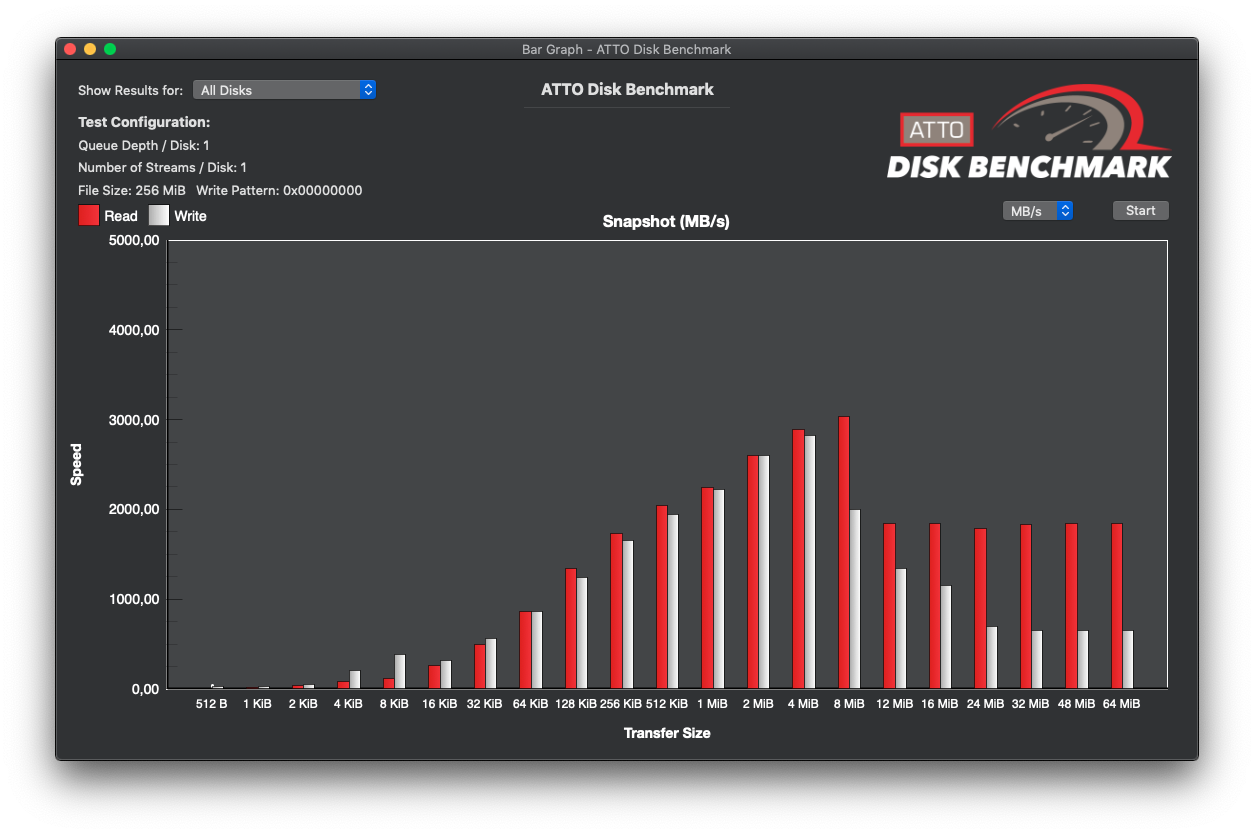 Bar Graph - ATTO Disk Benchmark
Show Results for: All Disks
ATTO Disk Benchmark
Test Configuration:
Queue Depth / Disk: 1
Number of Streams / Disk: 1
File Size: 256 MiB Write Pattern: 0x00000000
ATTO
DISK BENCHMARK
Read Write
Snapshot (MB/s)
MB/s
Start
5000,00
4000,00
3000,00
2000,00
1000,00
0,00
Speed
512 B 1 KiB 2 KiB 4 KiB 8 KiB 16 KiB 32 KiB 64 KiB 128 KiB 256 KiB 512 KiB 1 MiB 2 MiB 4 MiB 8 MiB 12 MiB 16 MiB 24 MiB 32 MiB 48 MiB 64 MiB
Transfer Size